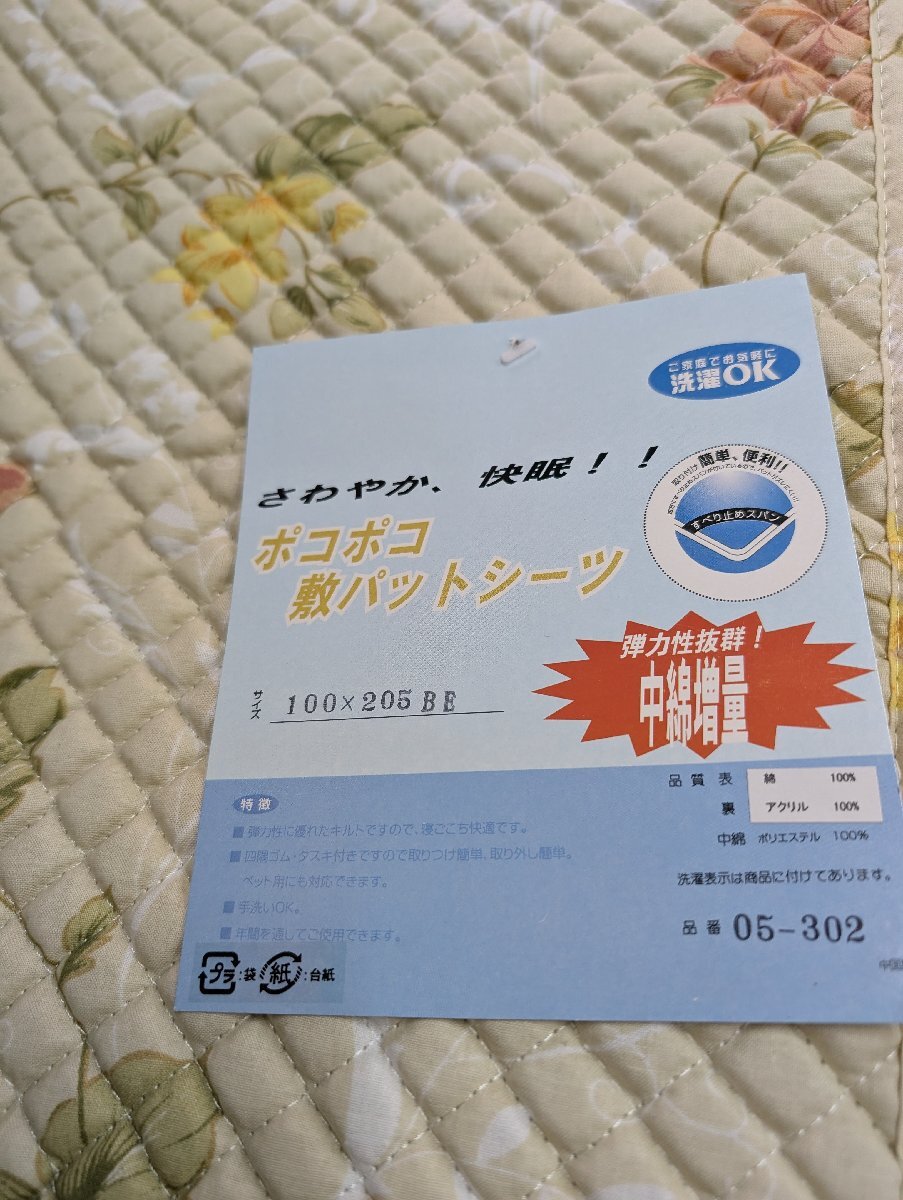 ご家庭でお気軽に
洗濯OK
さわやか、快眠！！
取り付け簡単、便利!!
すべり止めズパン
ポコポコ
敷パットシーツ
弾力性抜群！
中綿増量
サイズ 100×205 BE
品質表 綿 100%
裏 アクリル 100%
中綿 ポリエステル 100%
洗濯表示は商品に付けてあります。
品番 05-302
特徴
■弾力性に優れたキルトですので、寝ごこち快適です。
■四隅ゴム・タスキ付きですので取りつけ簡単、取り外し簡単。
ベット用にも対応できます。
■手洗いOK。
■年間を通してご使用できます。
プラ:袋 紙:台紙